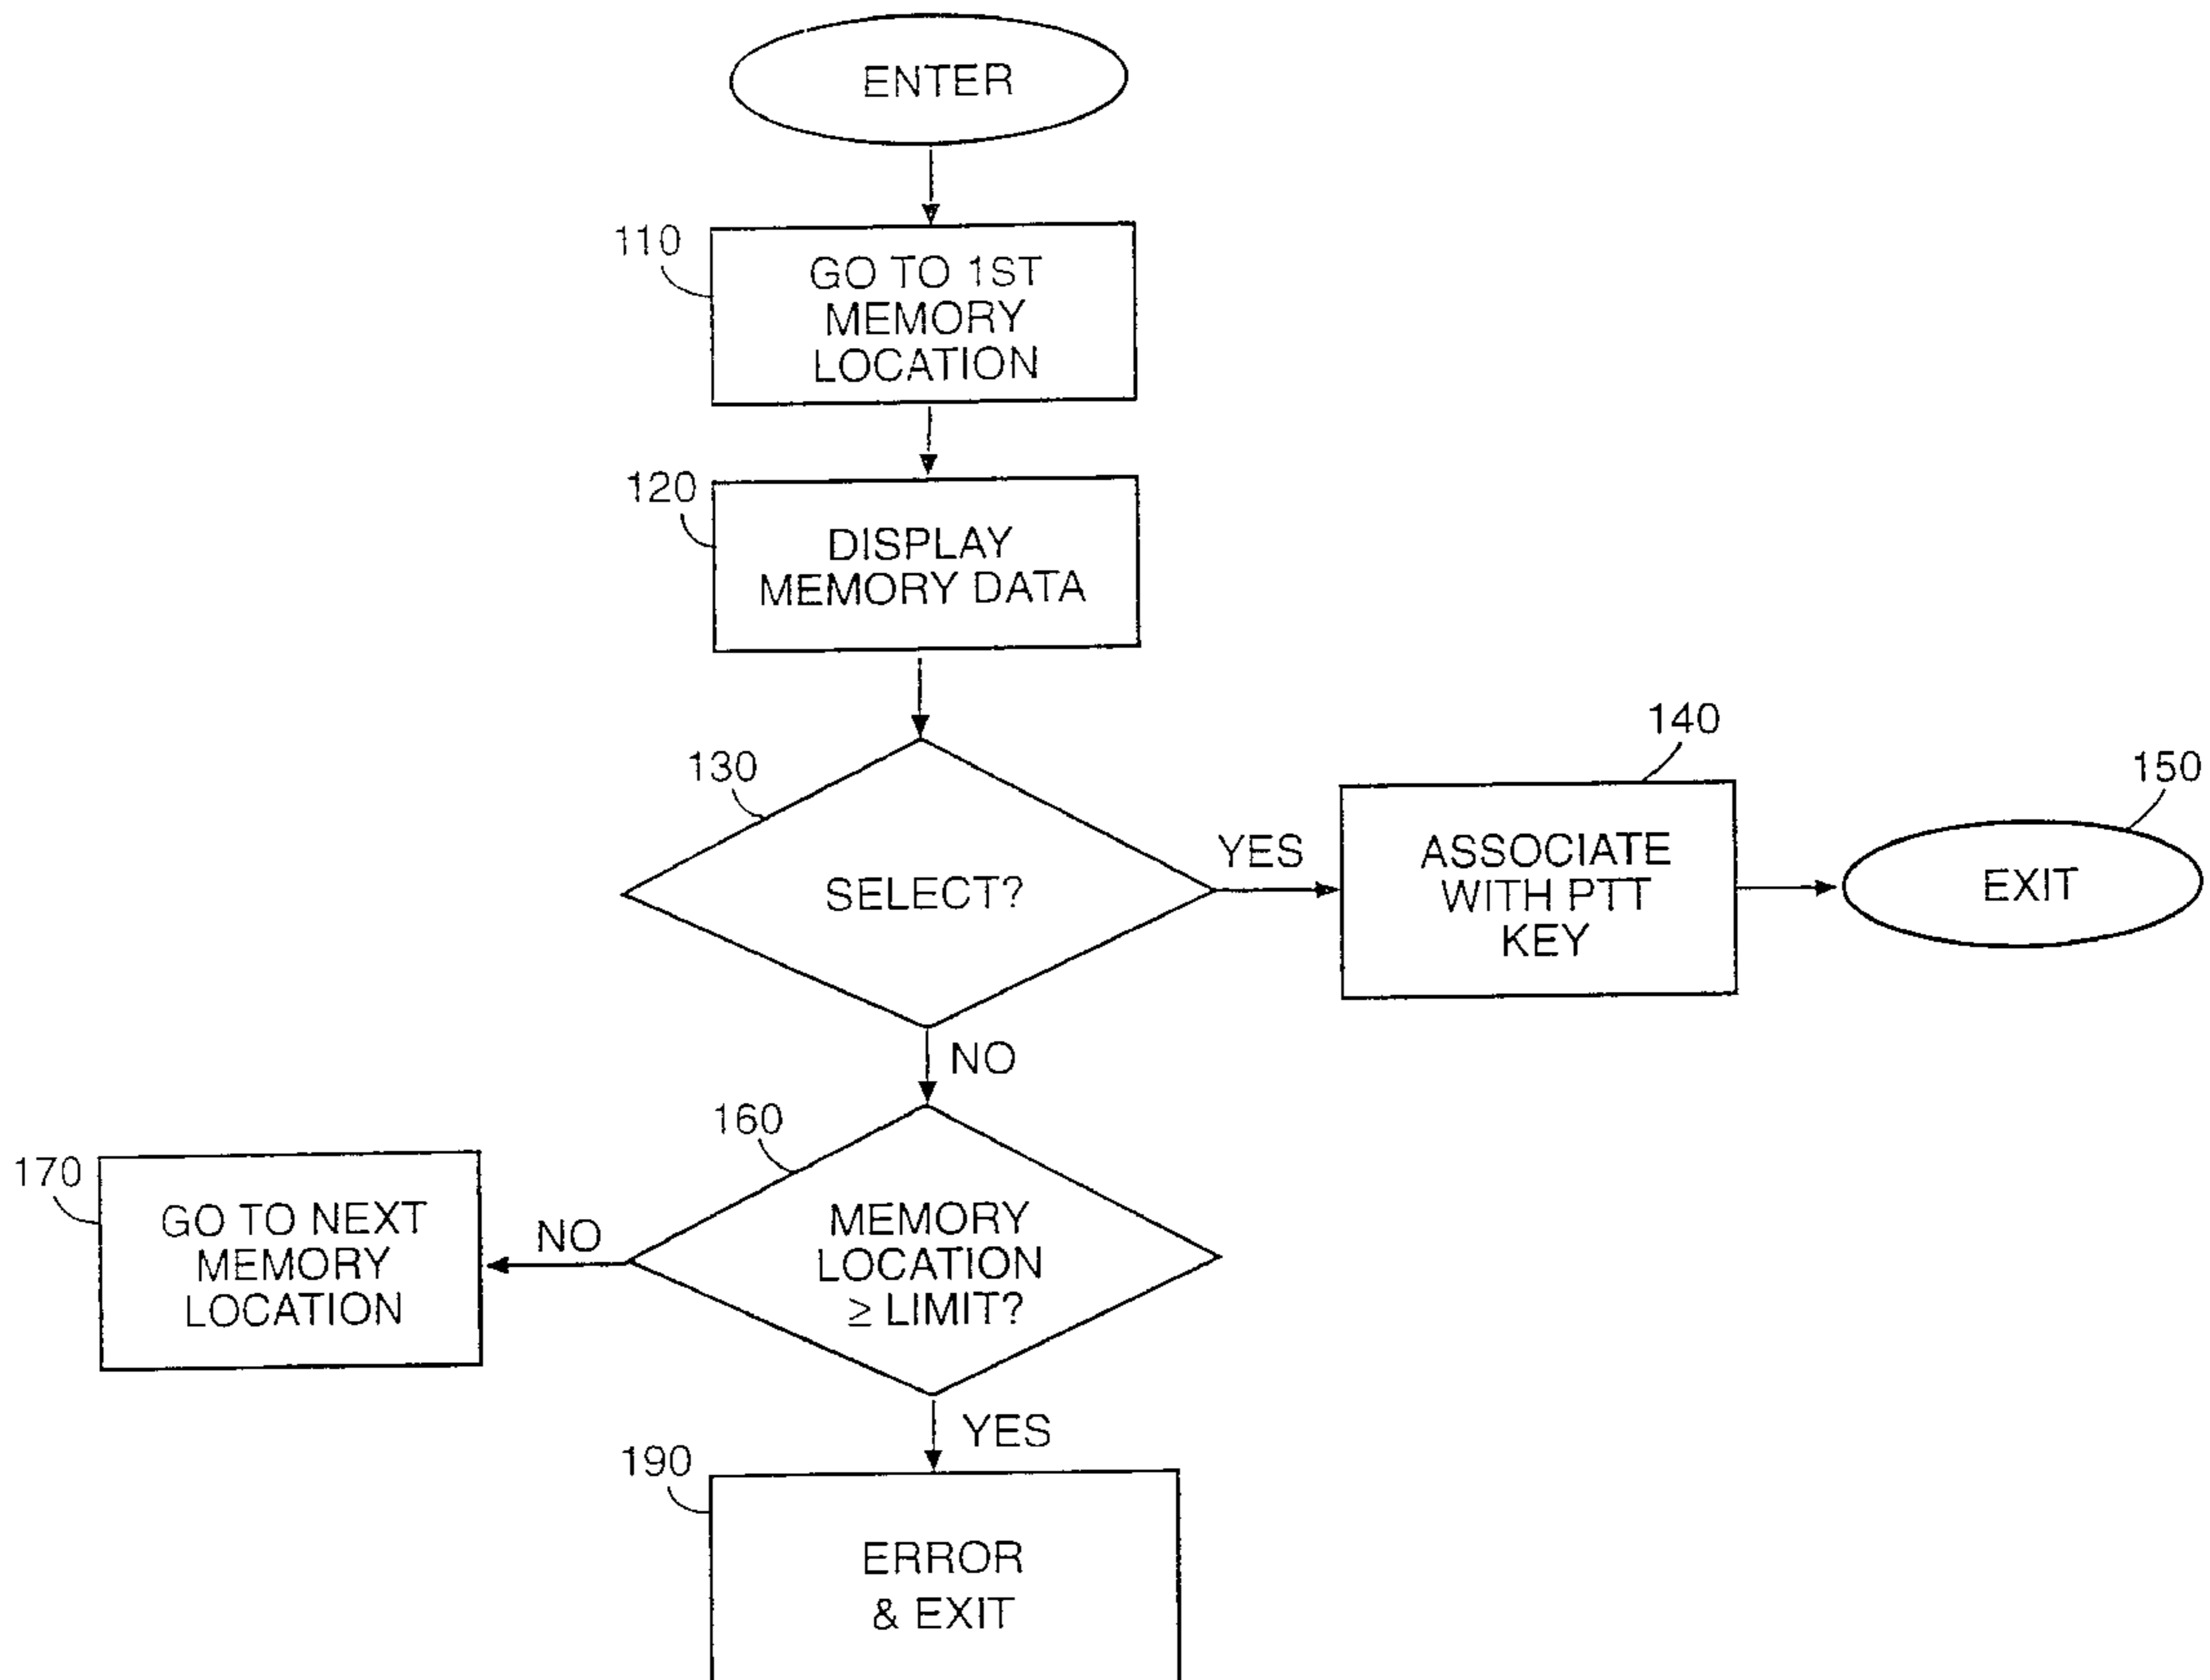 ENTER
110
GO TO 1ST
MEMORY
LOCATION
120
DISPLAY
MEMORY DATA
130
SELECT?
YES
140
ASSOCIATE
WITH PTT
KEY
150
EXIT
NO
160
MEMORY
LOCATION
≥ LIMIT?
NO
170
GO TO NEXT
MEMORY
LOCATION
YES
190
ERROR
& EXIT